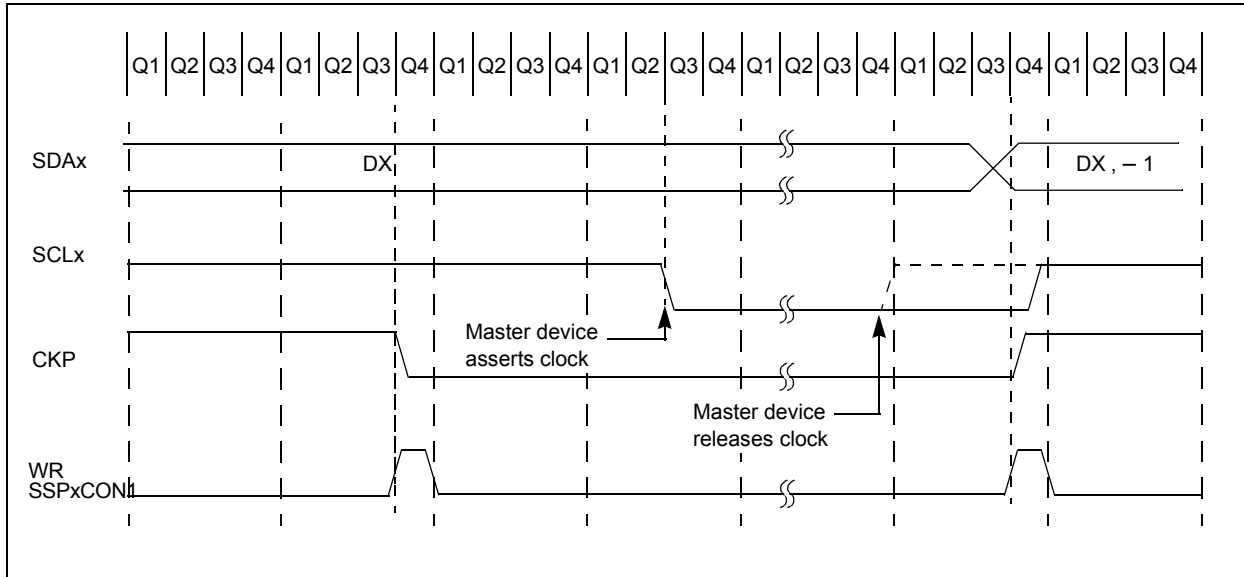 Q1 Q2 Q3 Q4 Q1 Q2 Q3 Q4 Q1 Q2 Q3 Q4 Q1 Q2 Q3 Q4 Q1 Q2 Q3 Q4 Q1 Q2 Q3 Q4 Q1 Q2 Q3 Q4
SDAx
DX
DX , – 1
SCLx
Master device
asserts clock
CKP
Master device
releases clock
WR
SSPxCON1